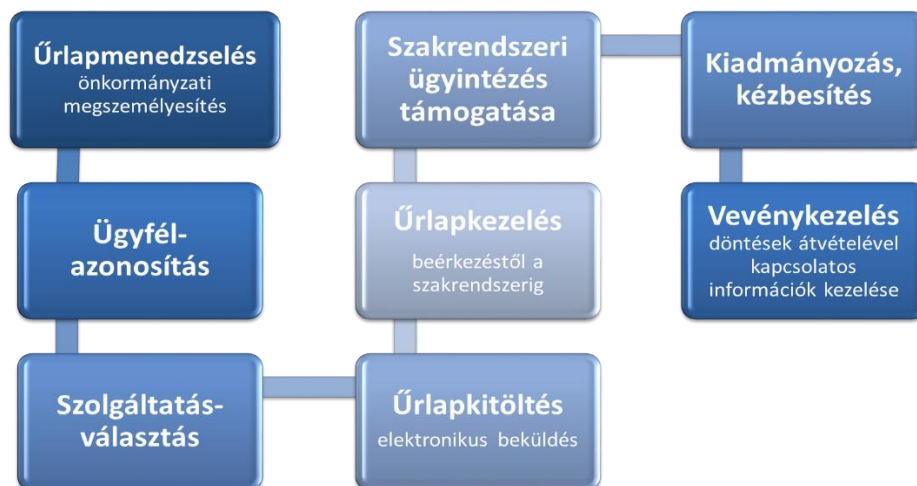 Űrlapmenedzselés
önkormányzati
megszemélyesítés
Ügyfél-
azonosítás
Szolgáltatás-
választás
Űrlapkitöltés
elektronikus beküldés
Űrlapkezelés
beérkezéstől a
szakrendszerig
Szakrendszeri
ügyintézés
támogatása
Kiadmányozás,
kézbesítés
Vevénykezelés
döntések átvételével
kapcsolatos
információk kezelése